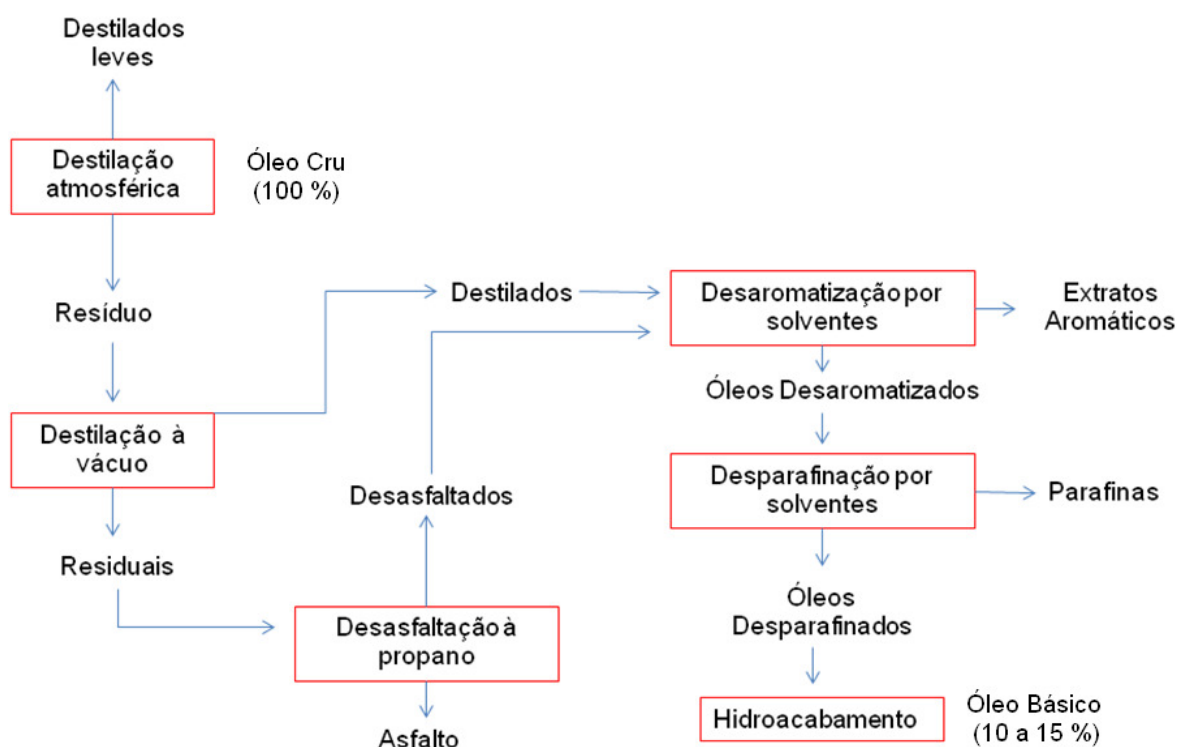 Destilados
leves
Destilação
atmosférica
Óleo Cru
(100 %)
Resíduo
Destilados
Desaromatização por
solventes
Extratos
Aromáticos
Óleos Desaromatizados
Destilação à
vácuo
Desparafinação por
solventes
Parafinas
Desasfaltados
Residuais
Óleos
Desparafinados
Desasfaltação à
propano
Hidroacabamento
Óleo Básico
(10 a 15 %)
Asfalto